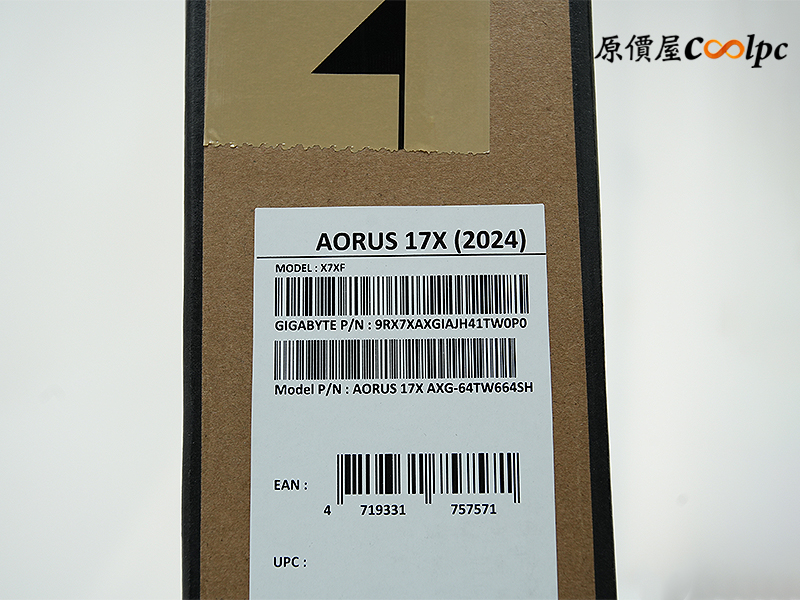 原價屋Coolpc
AORUS 17X (2024)
MODEL : X7XF
GIGABYTE P/N : 9RX7XAXGIAJH41TW0P0
Model P/N : AORUS 17X AXG-64TW664SH
EAN :
4 719331 757571
UPC :